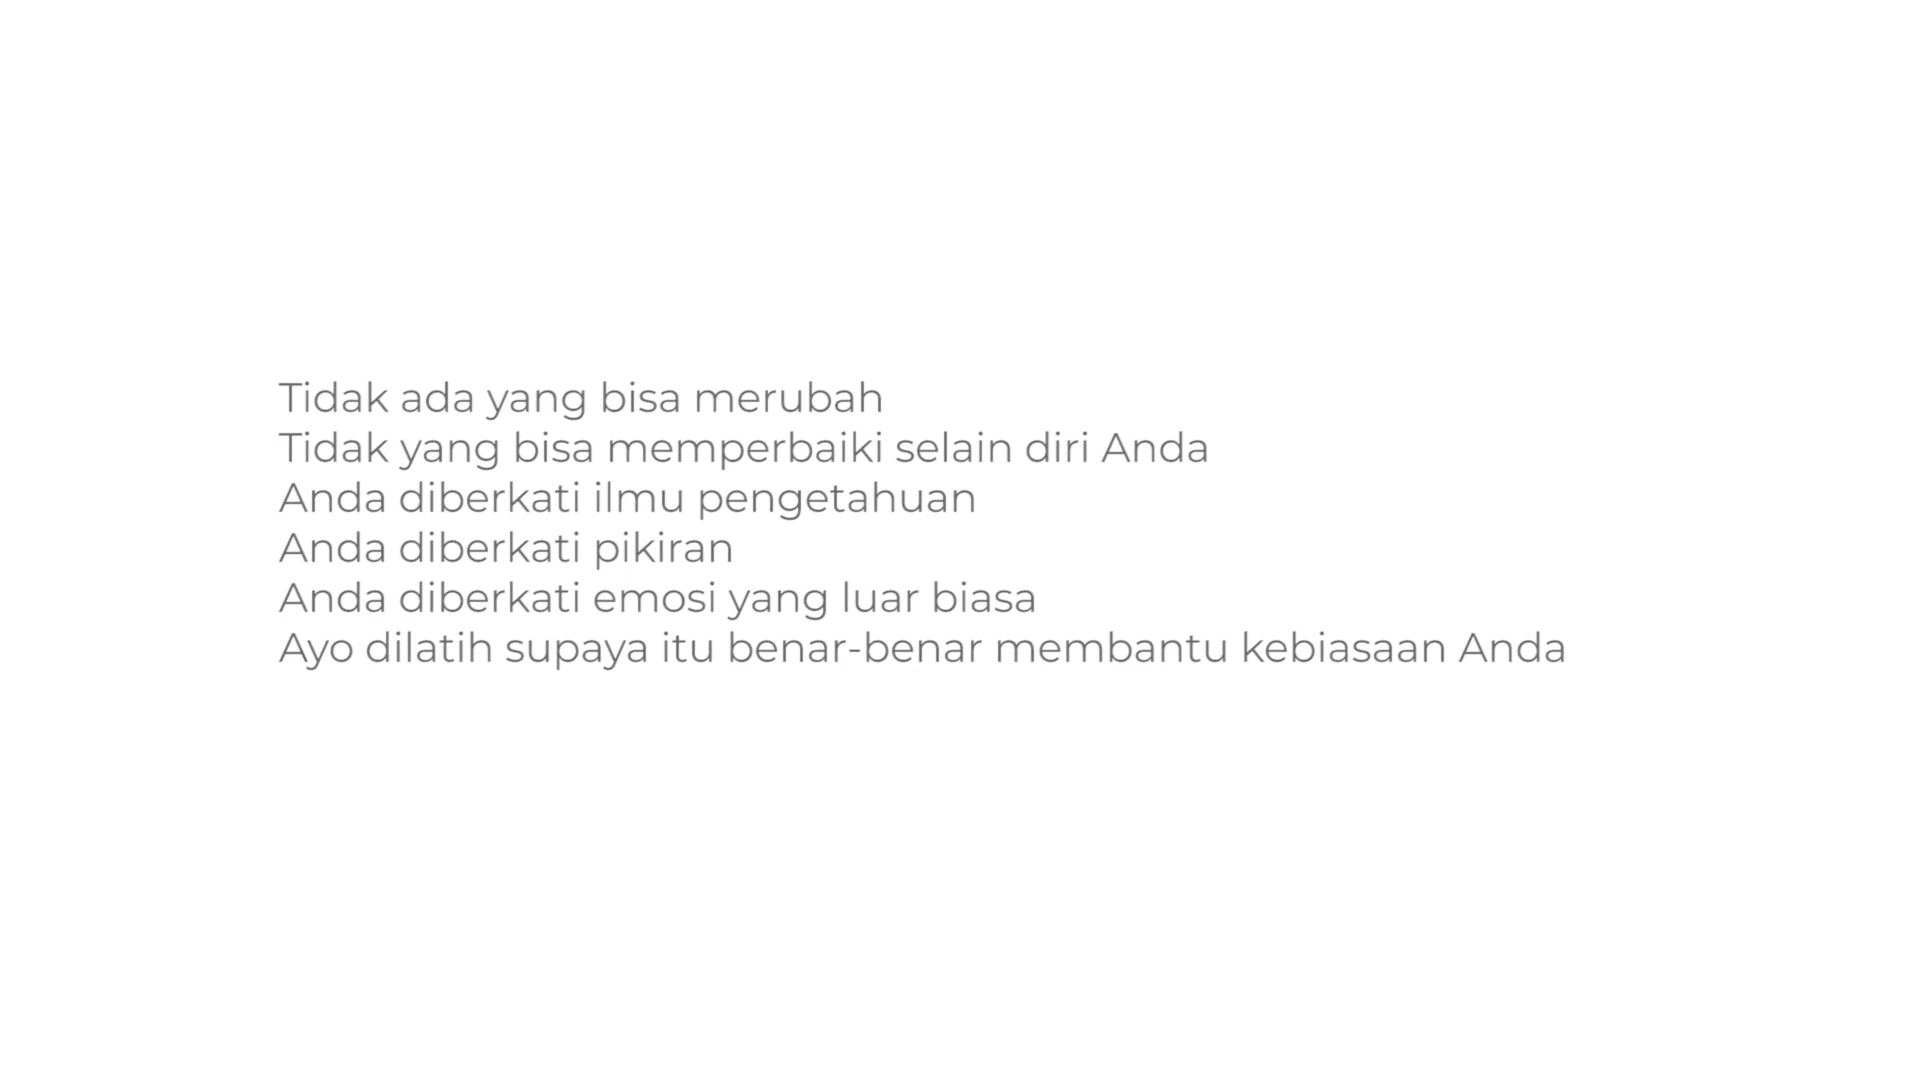 Tidak ada yang bisa merubah
Tidak yang bisa memperbaiki selain diri Anda
Anda diberkati ilmu pengetahuan
Anda diberkati pikiran
Anda diberkati emosi yang luar biasa
Ayo dilatih supaya itu benar-benar membantu kebiasaan Anda